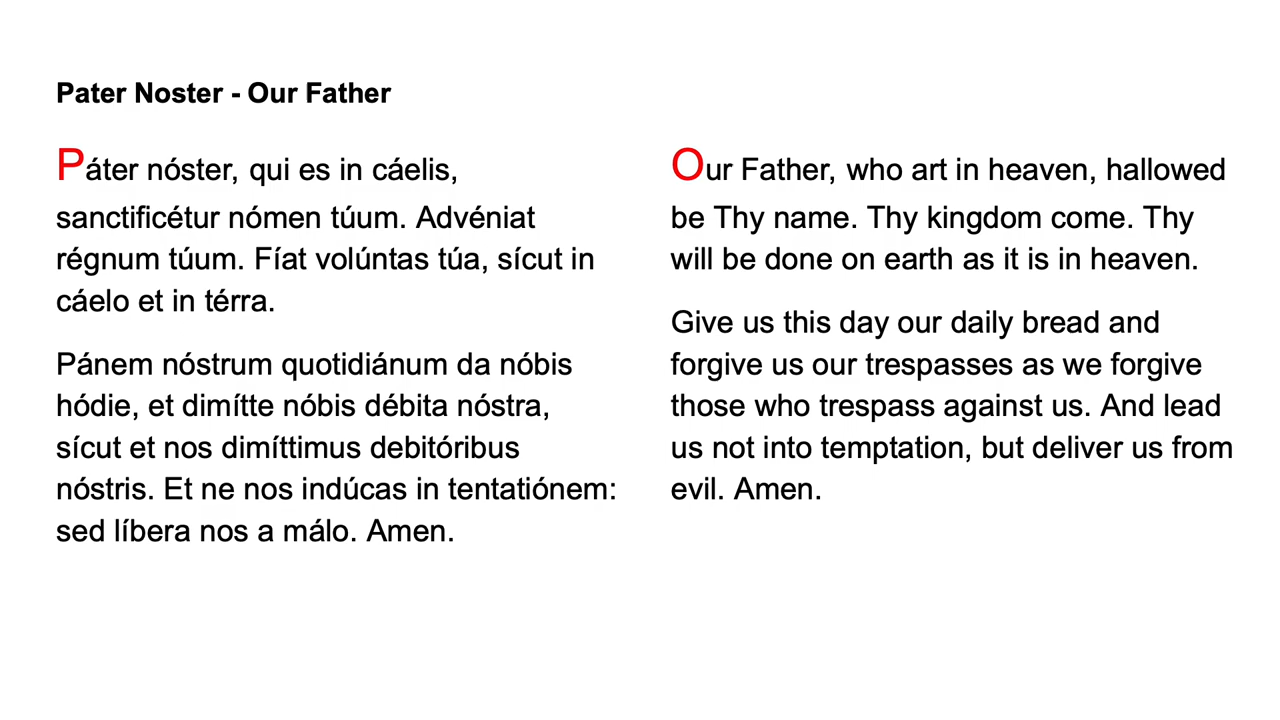 Pater Noster - Our Father
Páter nóster, qui es in cáelis,
sanctificétur nómen túum. Advéniat
régnum túum. Fíat volúntas túa, sícut in
cáelo et in térra.
Pánem nóstrum quotidiánum da nóbis
hódie, et dimítte nóbis débita nóstra,
sícut et nos dimíttimus debitóribus
nóstris. Et ne nos indúcas in tentatiónem:
sed líbera nos a málo. Amen.
Our Father, who art in heaven, hallowed
be Thy name. Thy kingdom come. Thy
will be done on earth as it is in heaven.
Give us this day our daily bread and
forgive us our trespasses as we forgive
those who trespass against us. And lead
us not into temptation, but deliver us from
evil. Amen.